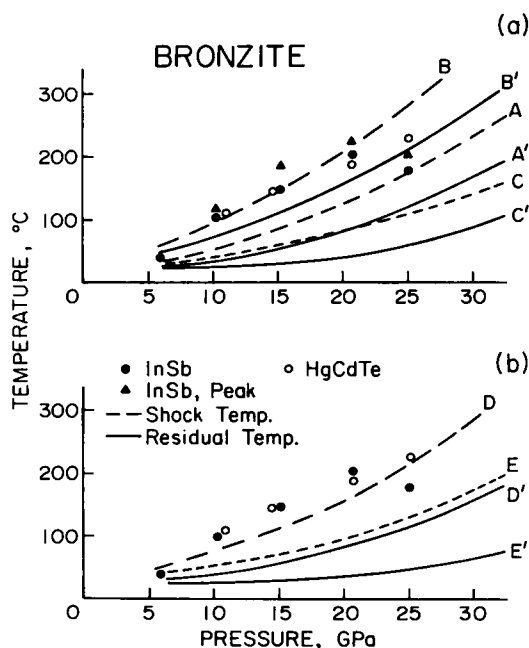 (a)
BRONZITE
B
B'
A
A'
C
C'
300
200
100
0
5
10
15
20
25
30
TEMPERATURE, °C
(b)
InSb
HgCdTe
InSb, Peak
Shock Temp.
Residual Temp.
D
E
D'
E'
300
200
100
0
5
10
15
20
25
30
PRESSURE, GPa